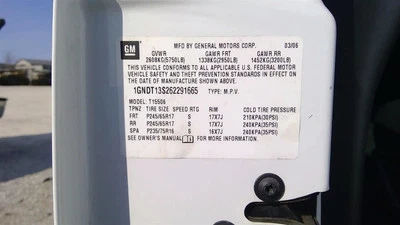 GM
MFD BY GENERAL MOTORS CORP. 03/06
GVWR GAWR FRT GAWR RR
2608KG(5750LB) 1338KG(2950LB) 1452KG(3200LB)
THIS VEHICLE CONFORMS TO ALL APPLICABLE U.S. FEDERAL MOTOR
VEHICLE SAFETY AND THEFT PREVENTION STANDARDS IN EFFECT ON THE
DATE OF MANUFACTURE SHOWN ABOVE.
1GNDT13S262291665 TYPE: M.P.V.
MODEL: T15506
TPN2 TIRE SIZE SPEED RTG RIM COLD TIRE PRESSURE
FRT P245/65R17 S 17X7J 210KPA(30PSI)
RR P245/65R17 S 17X7J 240KPA(35PSI)
SPA P235/75R16 S 16X7J 240KPA(35PSI)
SEE OWNER'S MANUAL FOR MORE INFORMATION.